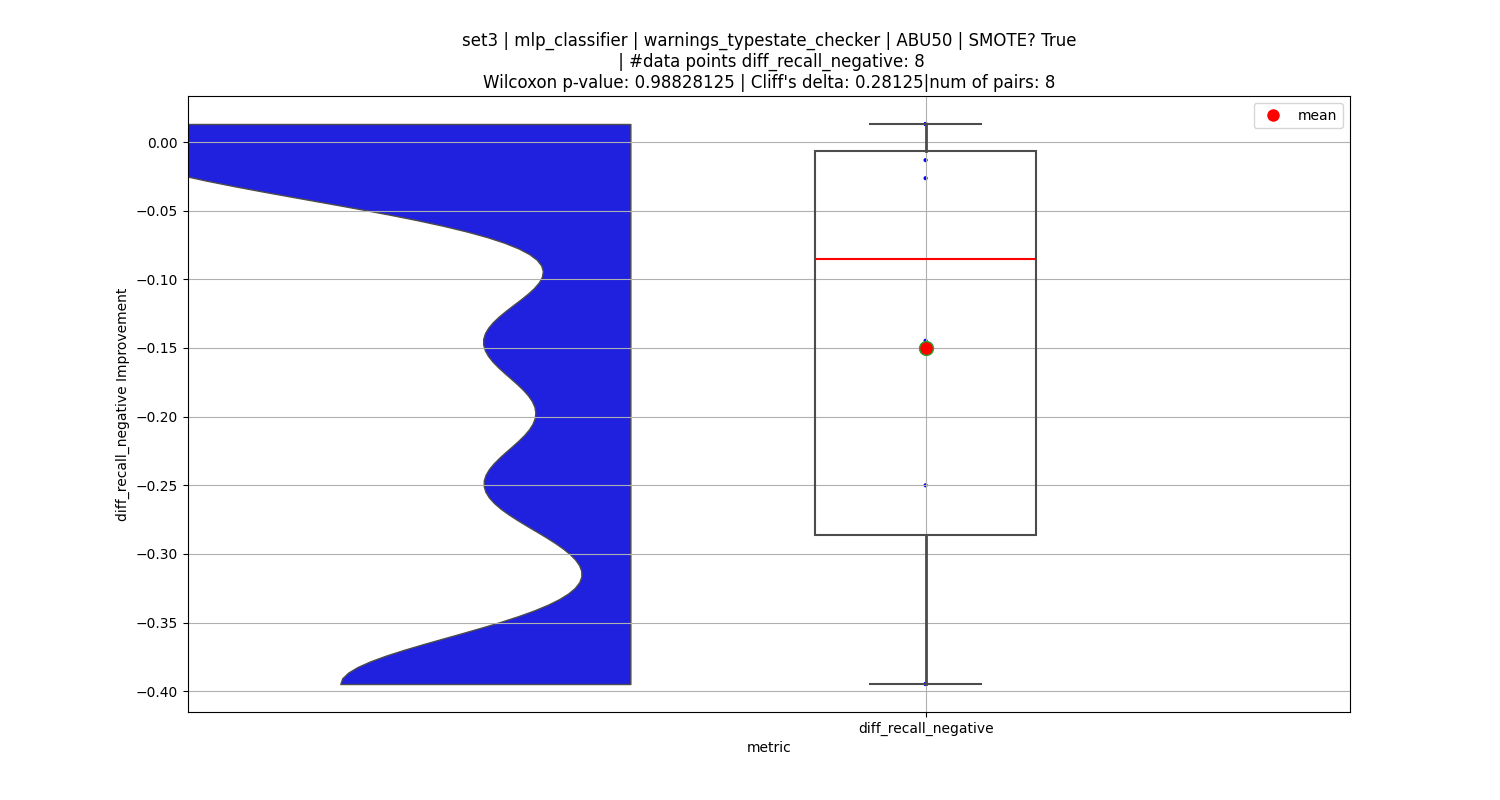 set3 | mlp_classifier | warnings_typestate_checker | ABU50 | SMOTE? True
| #data points diff_recall_negative: 8
Wilcoxon p-value: 0.98828125 | Cliff's delta: 0.28125|num of pairs: 8
mean
0.00
−0.05
−0.10
−0.15
−0.20
−0.25
−0.30
−0.35
−0.40
diff_recall_negative Improvement
diff_recall_negative
metric